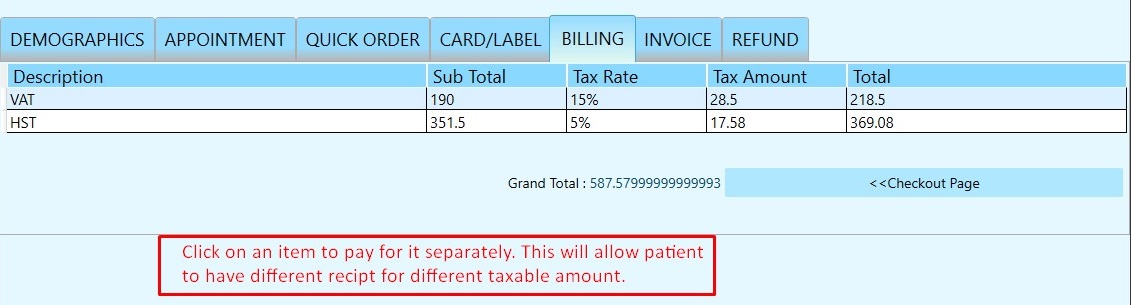 DEMOGRAPHICS APPOINTMENT QUICK ORDER CARD/LABEL BILLING INVOICE REFUND
Description Sub Total Tax Rate Tax Amount Total
VAT 190 15% 28.5 218.5
HST 351.5 5% 17.58 369.08
Grand Total : 587.57999999999993 <<Checkout Page
Click on an item to pay for it separately. This will allow patient
to have different recipt for different taxable amount.